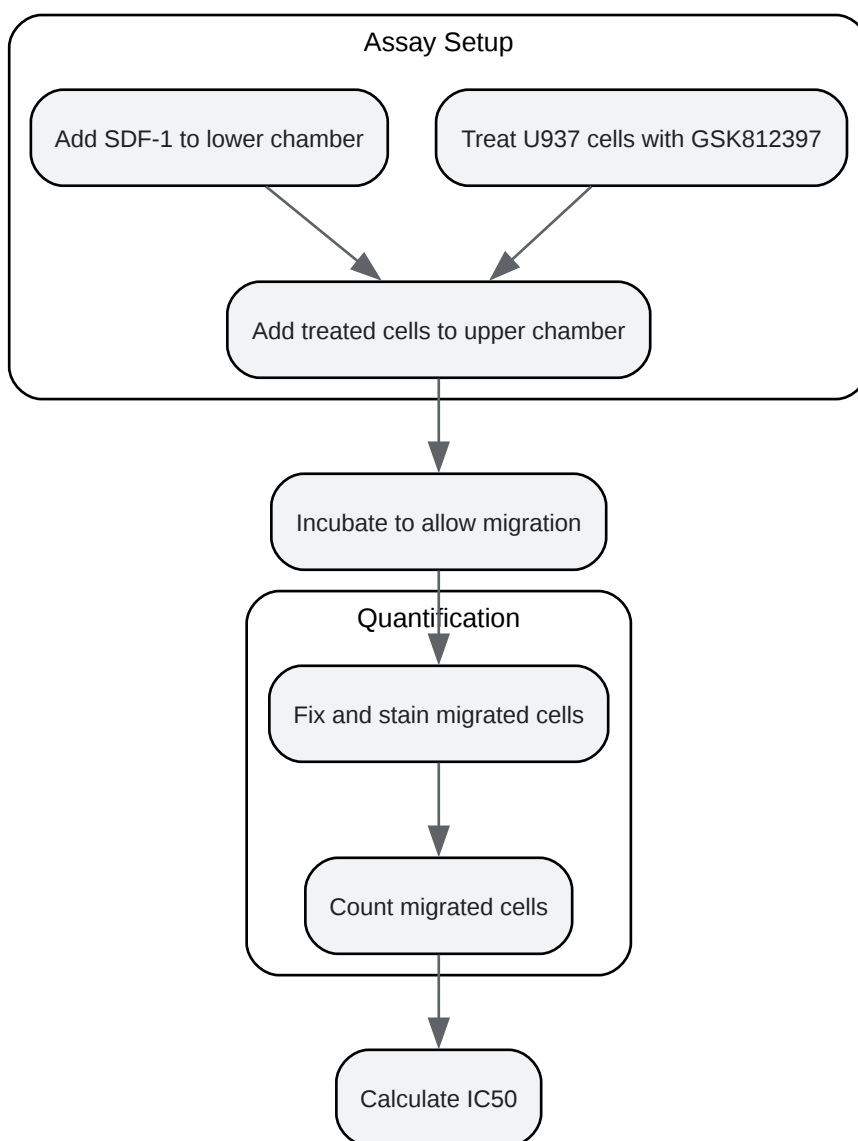 Assay Setup
Add SDF-1 to lower chamber
Treat U937 cells with GSK812397
Add treated cells to upper chamber
Incubate to allow migration
Quantification
Fix and stain migrated cells
Count migrated cells
Calculate IC50